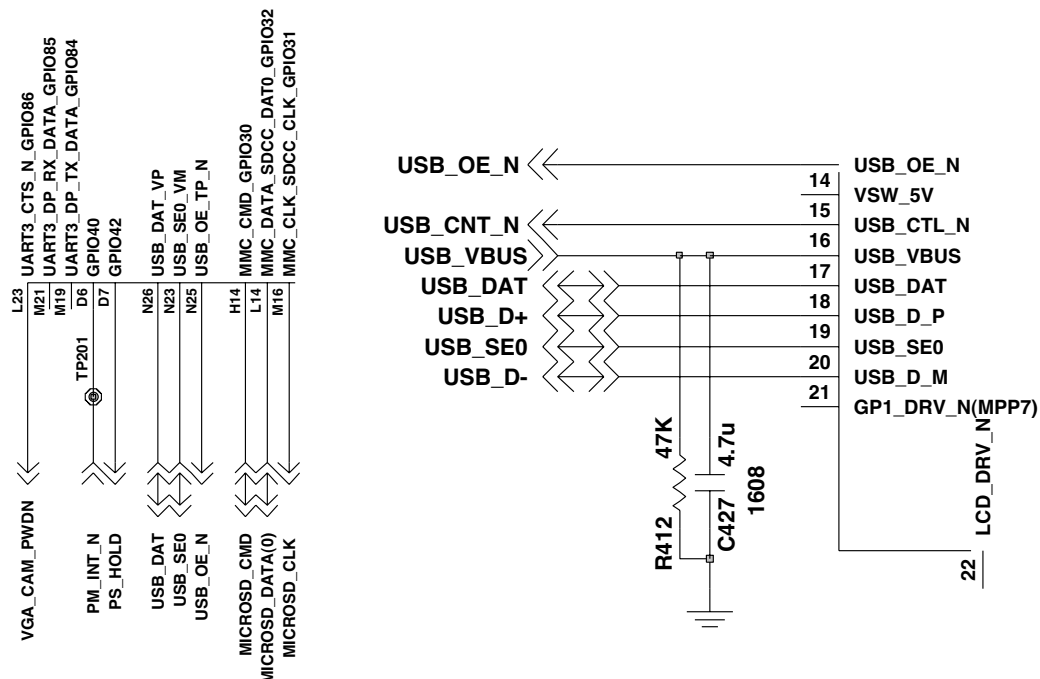 UART3_CTS_N_GPIO86
UART3_DP_RX_DATA_GPIO85
UART3_DP_TX_DATA_GPIO84
GPIO40
GPIO42
USB_DAT_VP
USB_SE0_VM
USB_OE_TP_N
MMC_CMD_GPIO30
MMC_DATA_SDCC_DAT0_GPIO32
MMC_CLK_SDCC_CLK_GPIO31
L23
M21
M19
D6
D7
N26
N23
N25
H14
L14
M16
TP201
VGA_CAM_PWDN
PM_INT_N
PS_HOLD
USB_DAT
USB_SE0
USB_OE_N
MICROSD_CMD
MICROSD_DATA(0)
MICROSD_CLK
USB_OE_N
USB_CNT_N
USB_VBUS
USB_DAT
USB_D+
USB_SE0
USB_D-
14
15
16
17
18
19
20
21
USB_OE_N
VSW_5V
USB_CTL_N
USB_VBUS
USB_DAT
USB_D_P
USB_SE0
USB_D_M
GP1_DRV_N(MPP7)
47K
R412
4.7u
C427
1608
LCD_DRV_N
22